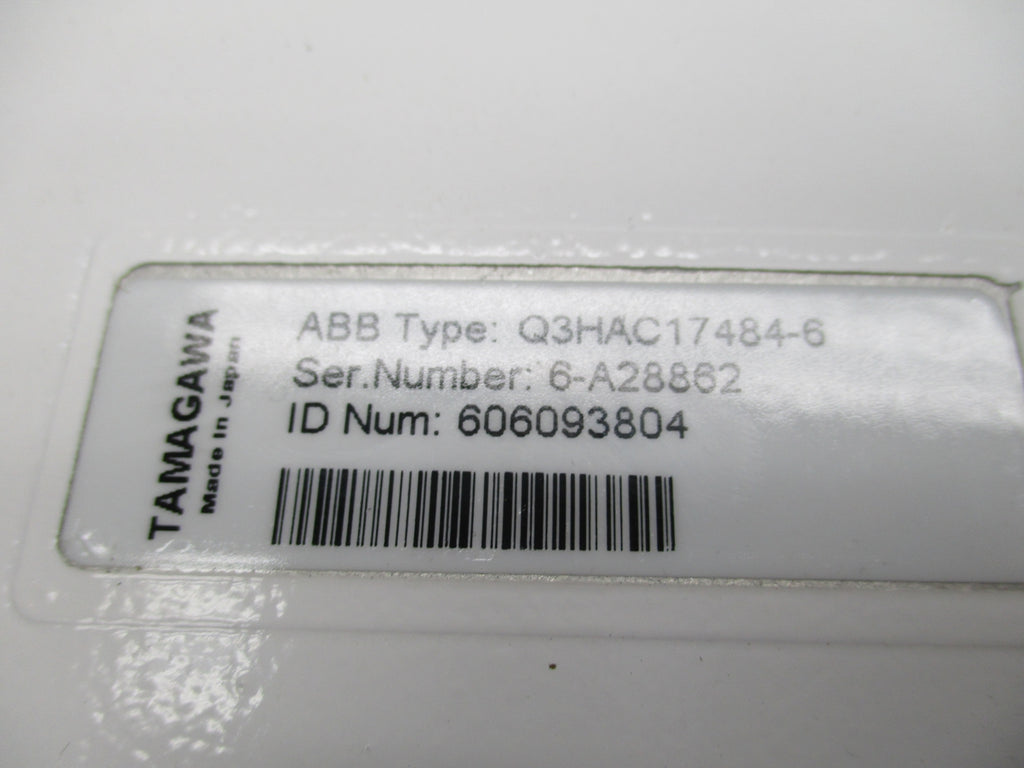 TAMAGAWA
Made in Japan
ABB Type: Q3HAC17484-6
Ser.Number: 6-A28862
ID Num: 606093804